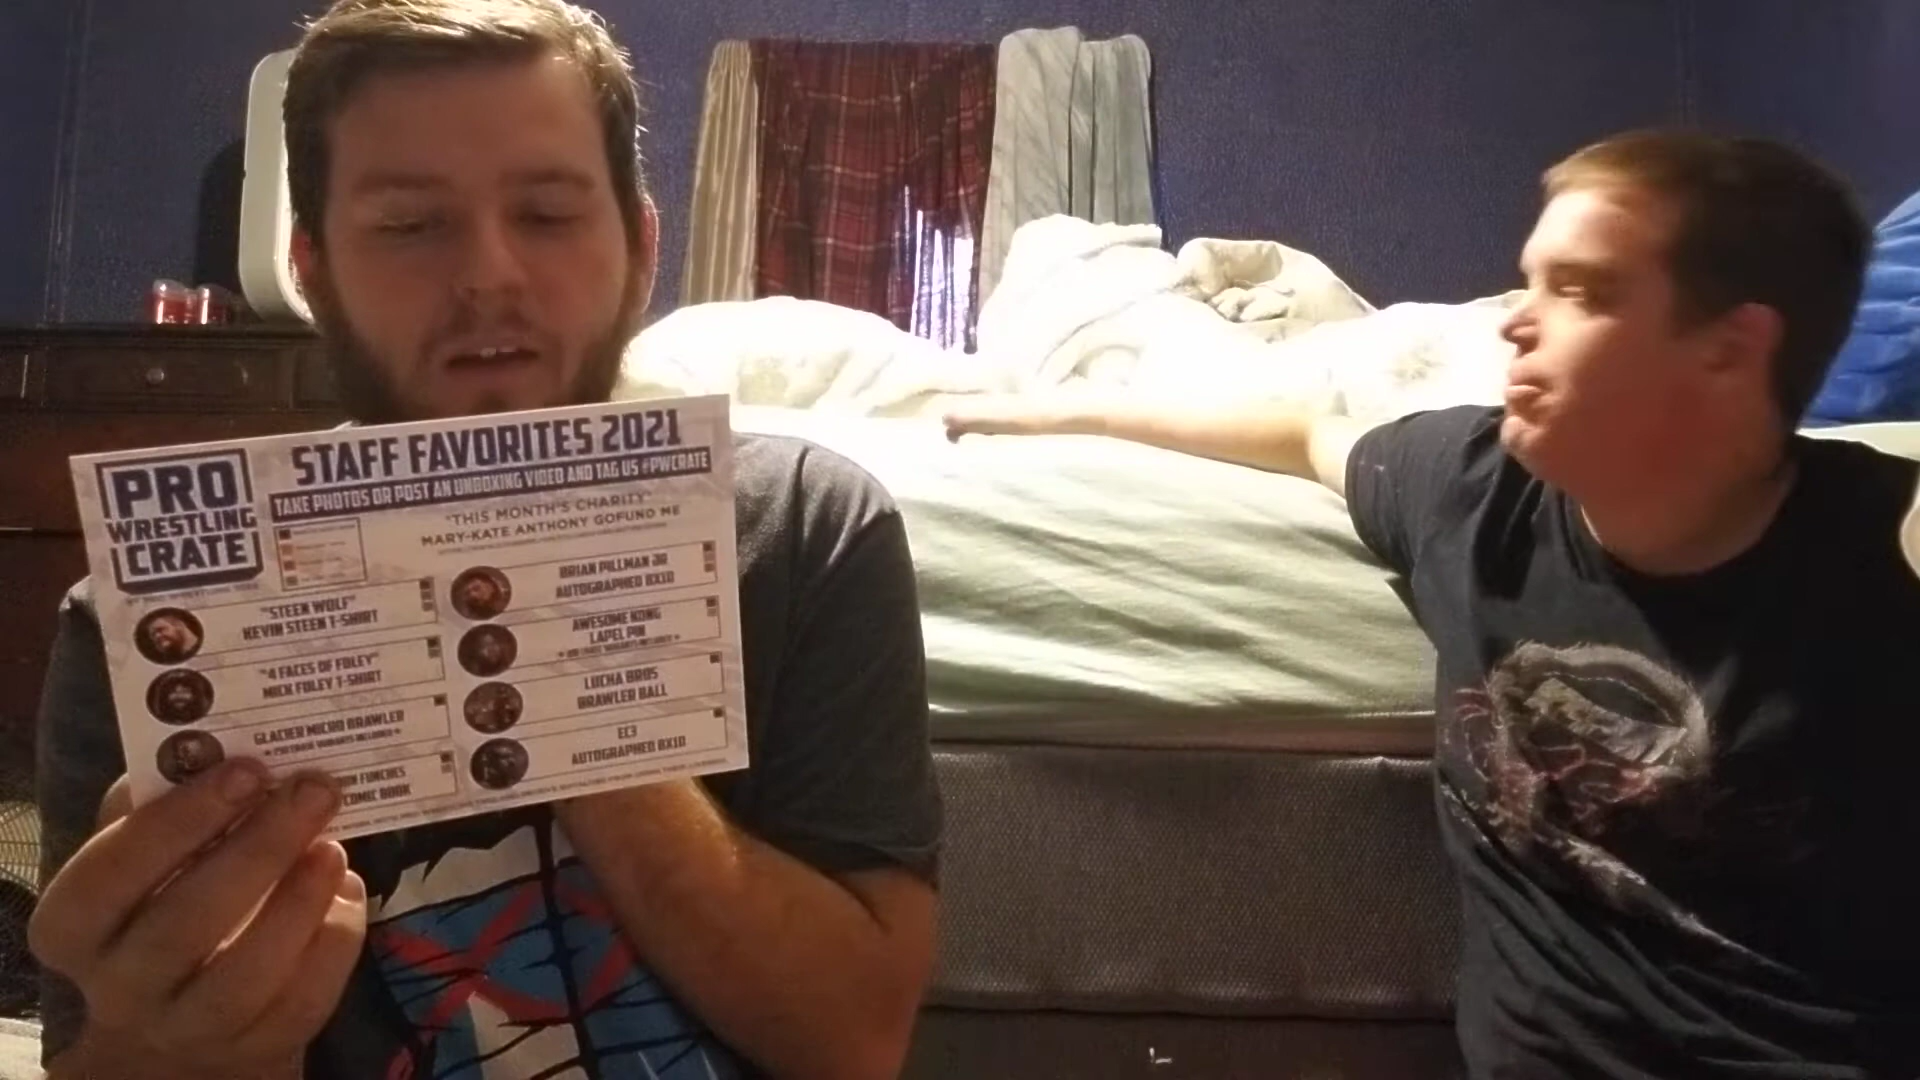 STAFF FAVORITES 2021
TAKE PHOTOS OR POST AN UNBOXING VIDEO AND TAG US @PWCRATE
PRO
WRESTLING
CRATE
"THIS MONTH'S CHARITY"
MARY-KATE ANTHONY GOFUND ME
"STEEN WOLF"
KEVIN STEEN T-SHIRT
"4 FACES OF FOLEY"
MICK FOLEY T-SHIRT
GLACIER MICRO BRAWLER
FUNCHES
COMIC BOOK
BRIAN PILLMAN JR
AUTOGRAPHED 8X10
AWESOME KONG
LAPEL PIN
LUCHA BROS
BRAWLER BALL
EC3
AUTOGRAPHED 8X10